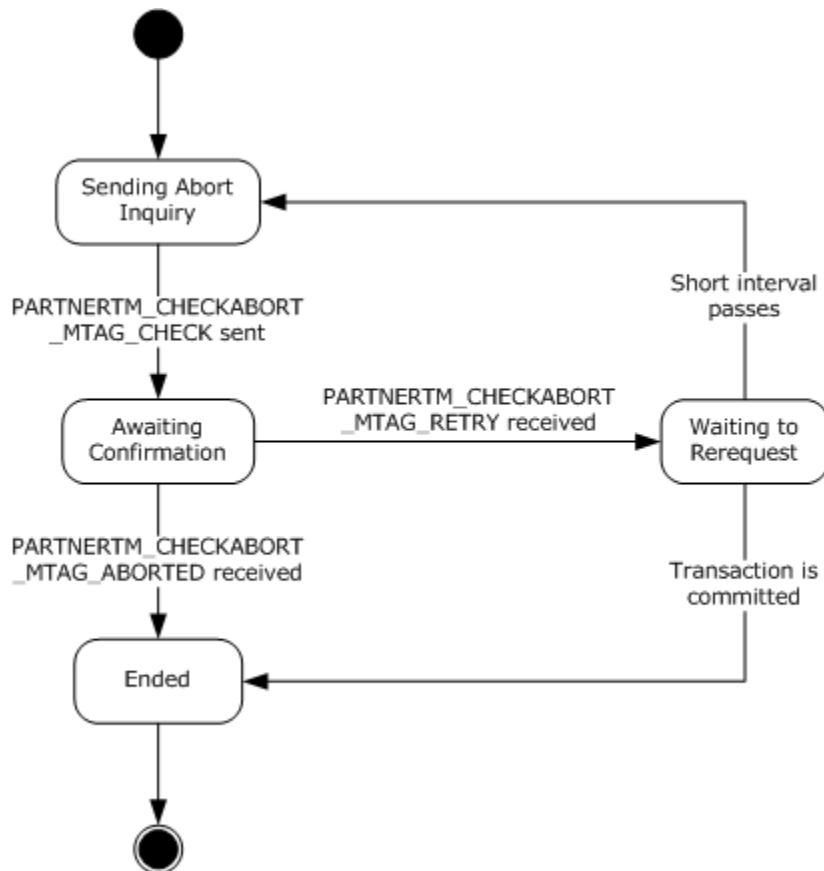 Sending Abort
Inquiry
PARTNERTM_CHECKABORT
_MTAG_CHECK sent
Short interval
passes
Awaiting
Confirmation
PARTNERTM_CHECKABORT
_MTAG_RETRY received
Waiting to
Rerequest
PARTNERTM_CHECKABORT
_MTAG_ABORTED received
Transaction is
committed
Ended